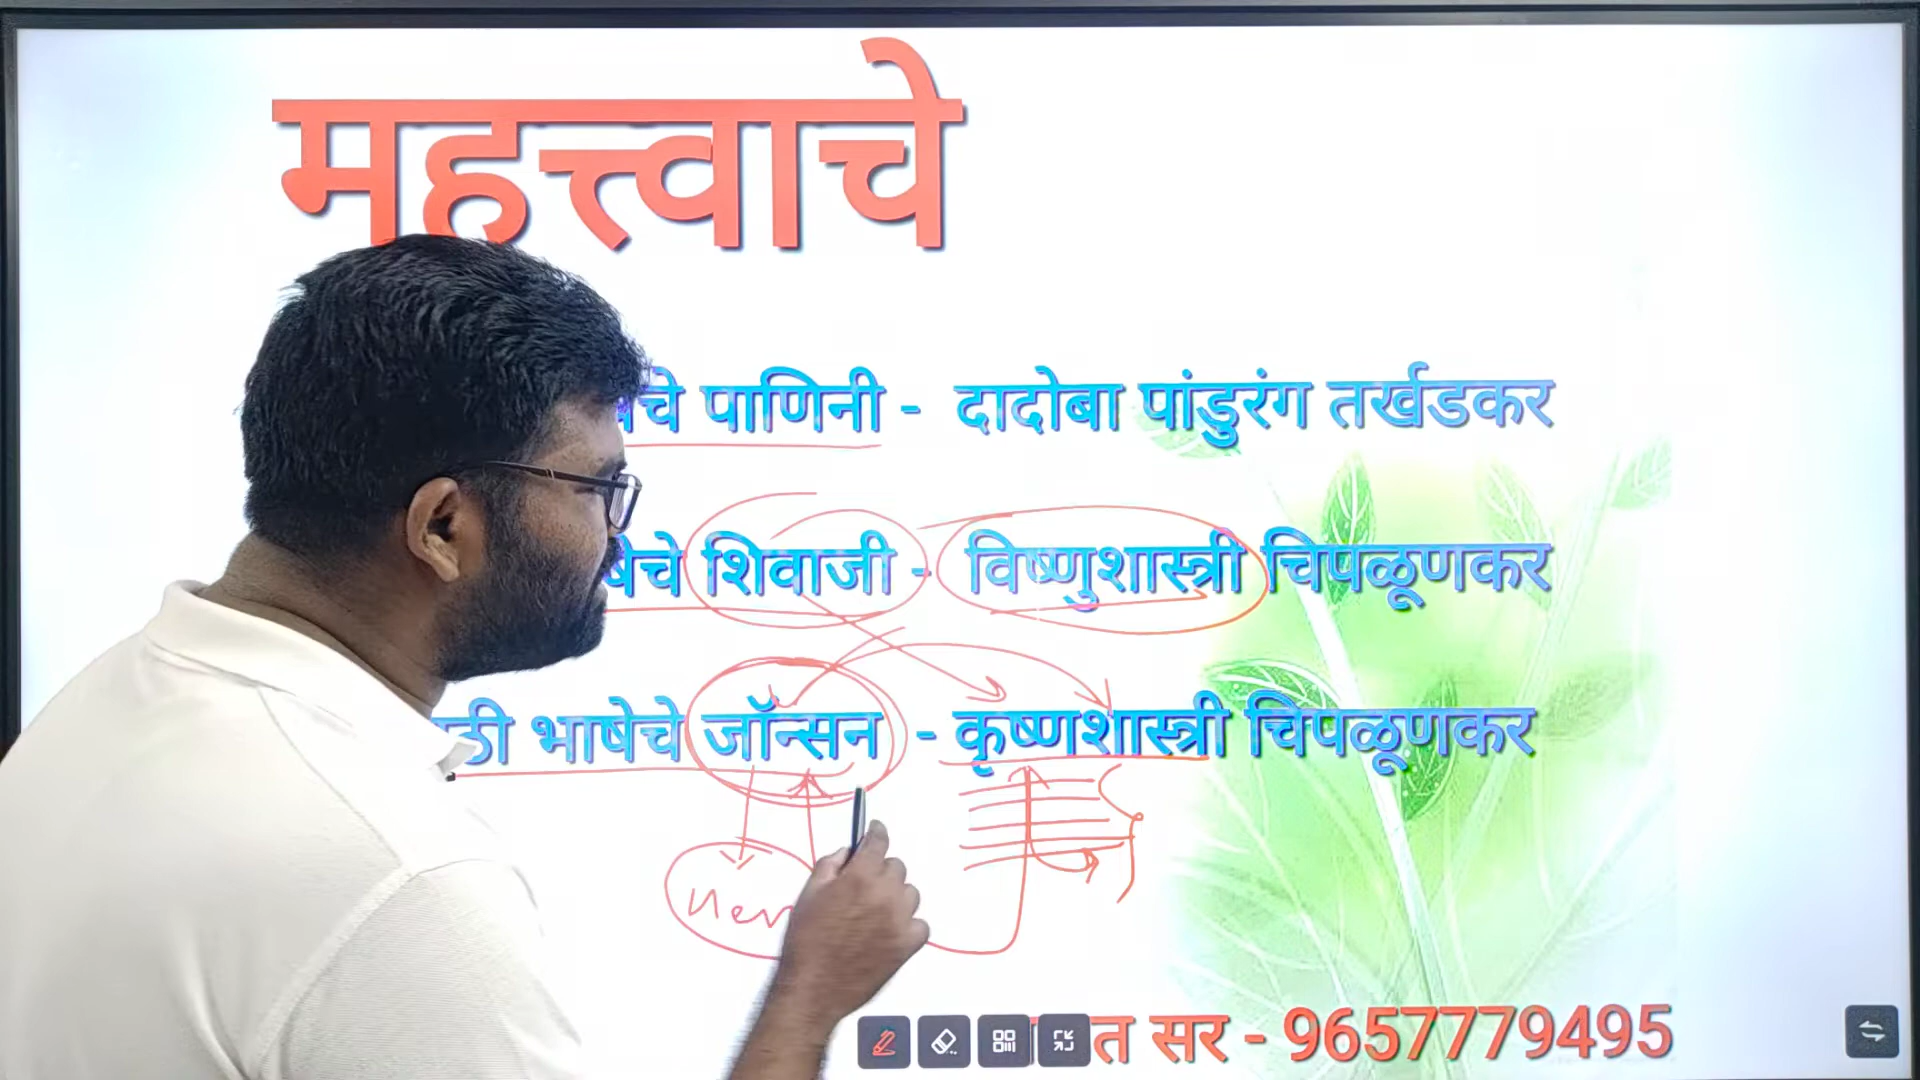 महत्त्वाचे
पाणिनी - दादोबा पांडुरंग तर्खडकर
शिवाजी - विष्णुशास्त्री चिपळूणकर
भाषेचे जॉन्सन - कृष्णशास्त्री चिपळूणकर
सर - 9657779495